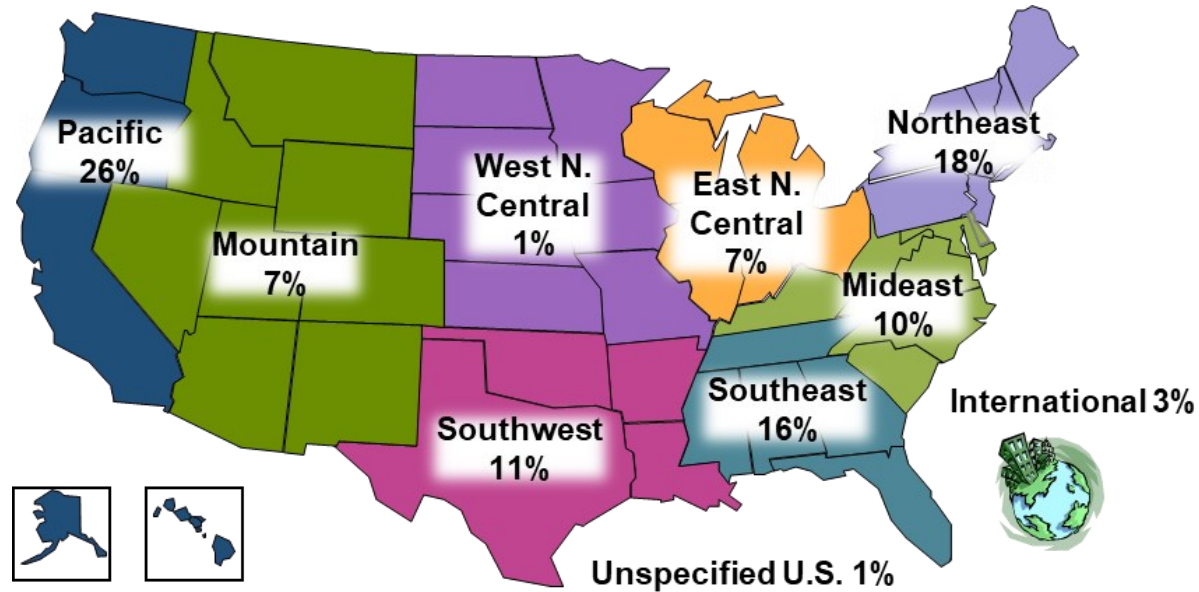 Pacific
26%
Mountain
7%
West N.
Central
1%
East N.
Central
7%
Northeast
18%
Mideast
10%
Southeast
16%
Southwest
11%
International 3%
Unspecified U.S. 1%